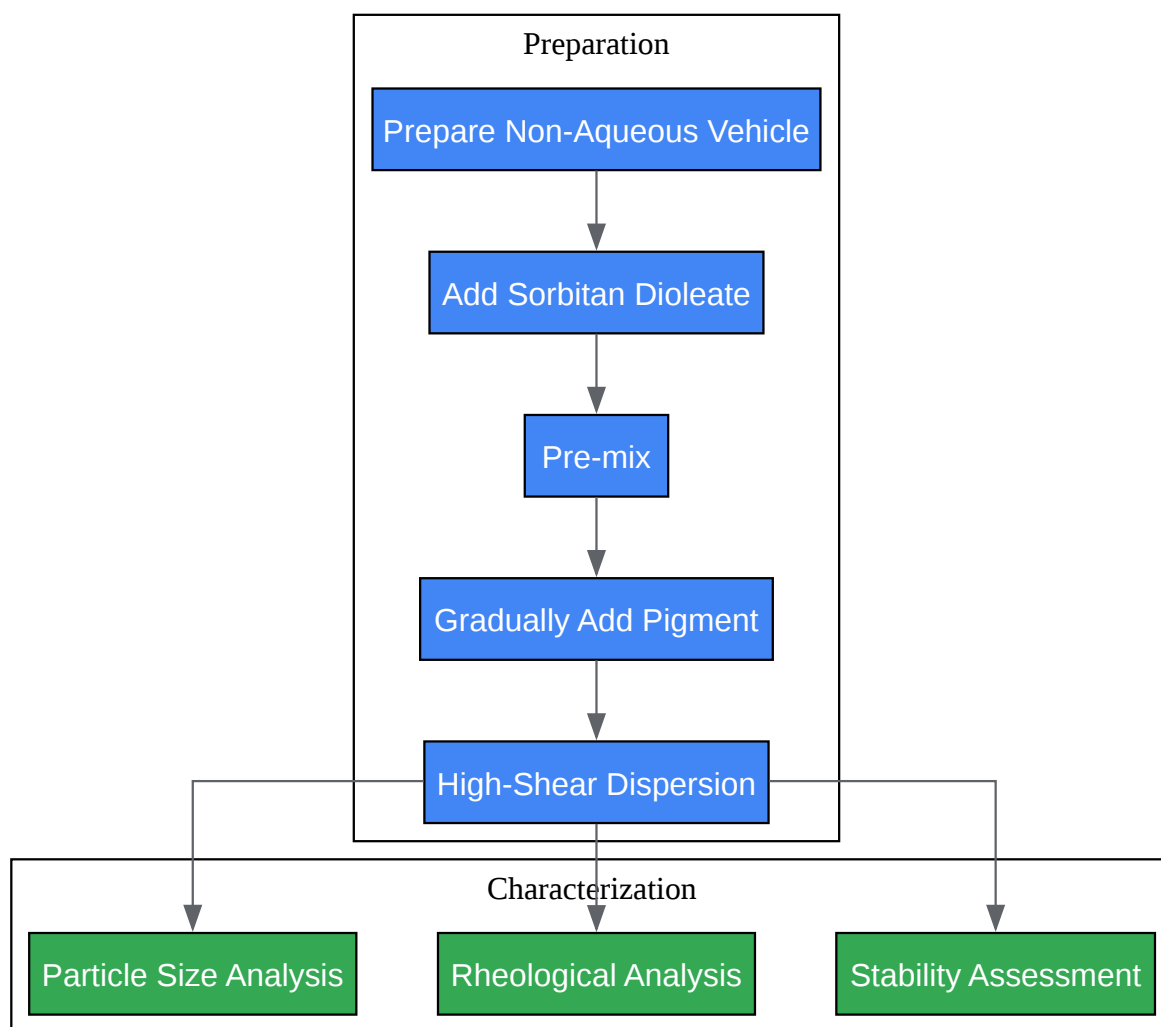 Preparation
Prepare Non-Aqueous Vehicle
Add Sorbitan Dioleate
Pre-mix
Gradually Add Pigment
High-Shear Dispersion
Characterization
Particle Size Analysis
Rheological Analysis
Stability Assessment